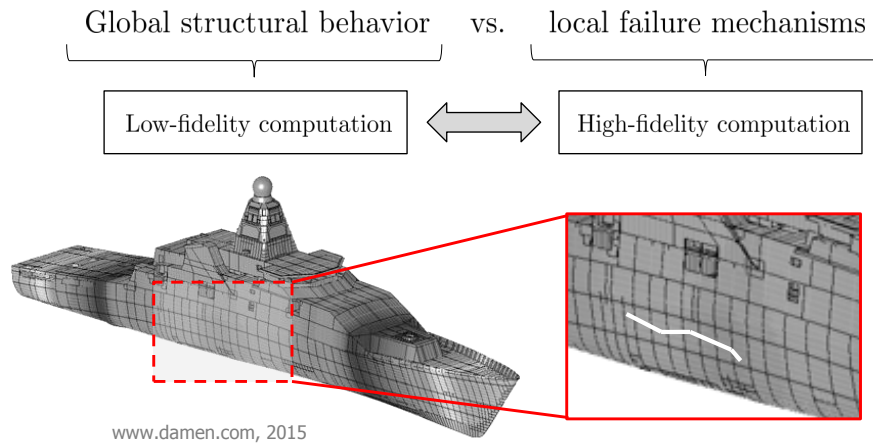 Global structural behavior vs. local failure mechanisms
Low-fidelity computation High-fidelity computation
www.damen.com, 2015